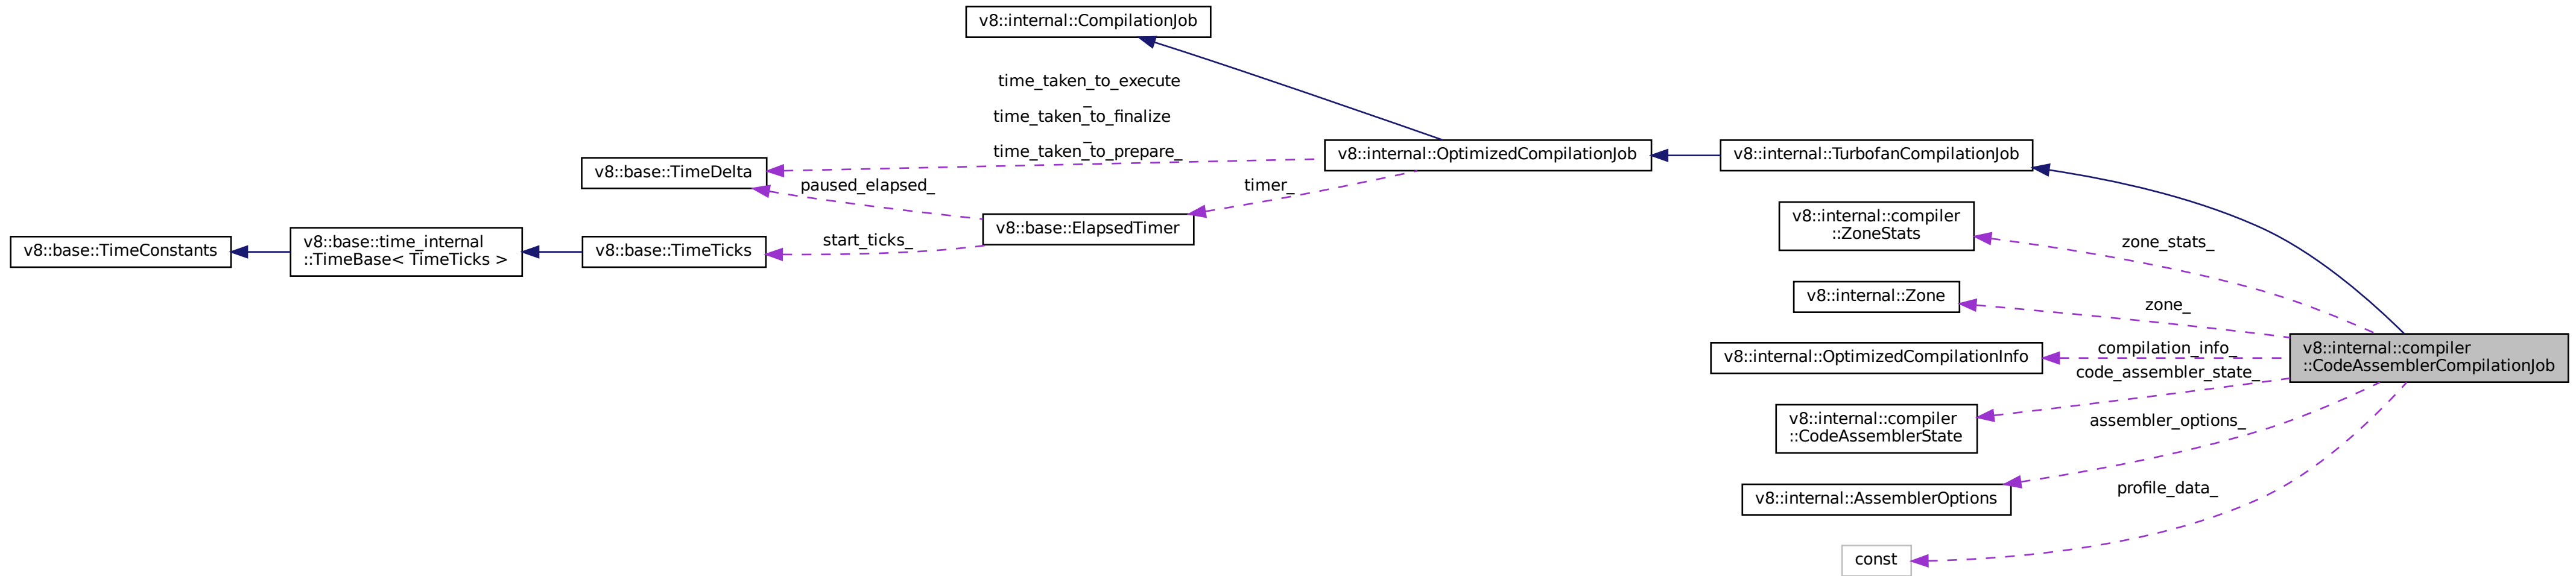 v8::internal::CompilationJob
time_taken_to_execute
_
time_taken_to_finalize
_
time_taken_to_prepare_
v8::internal::OptimizedCompilationJob
v8::internal::TurbofanCompilationJob
v8::base::TimeDelta
paused_elapsed_
timer_
v8::internal::compiler
::ZoneStats
v8::base::ElapsedTimer
zone_stats_
v8::base::TimeConstants
v8::base::time_internal
::TimeBase< TimeTicks >
v8::base::TimeTicks
start_ticks_
v8::internal::Zone
zone_
v8::internal::OptimizedCompilationInfo
compilation_info_
v8::internal::compiler
::CodeAssemblerCompilationJob
code_assembler_state_
v8::internal::compiler
::CodeAssemblerState
assembler_options_
v8::internal::AssemblerOptions
profile_data_
const